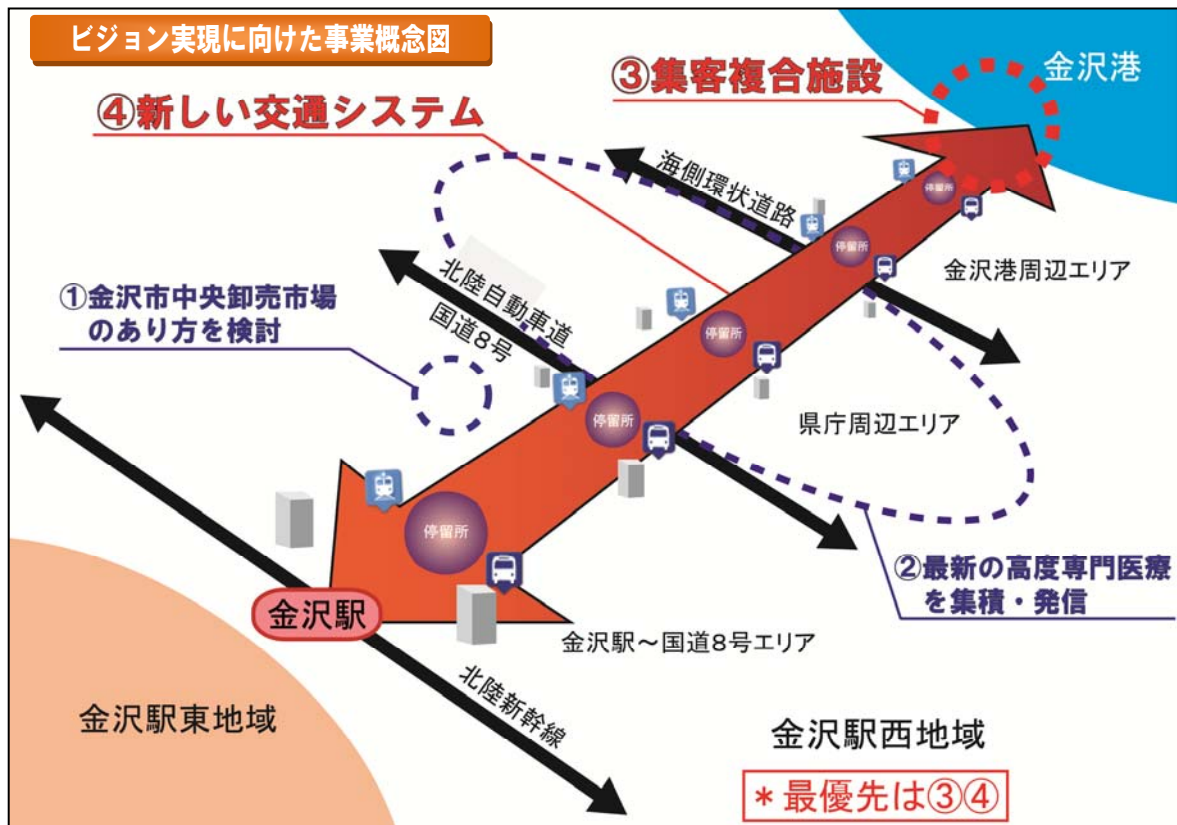 ビジョン実現に向けた事業概念図
金沢港
③集客複合施設
④新しい交通システム
海側環状道路
停留所
停留所
金沢港周辺エリア
北陸自動車道
国道8号
①金沢市中央卸売市場
のあり方を検討
停留所
停留所
県庁周辺エリア
停留所
②最新の高度専門医療
を集積・発信
金沢駅
金沢駅～国道8号エリア
北陸新幹線
金沢駅東地域
金沢駅西地域
＊最優先は③④